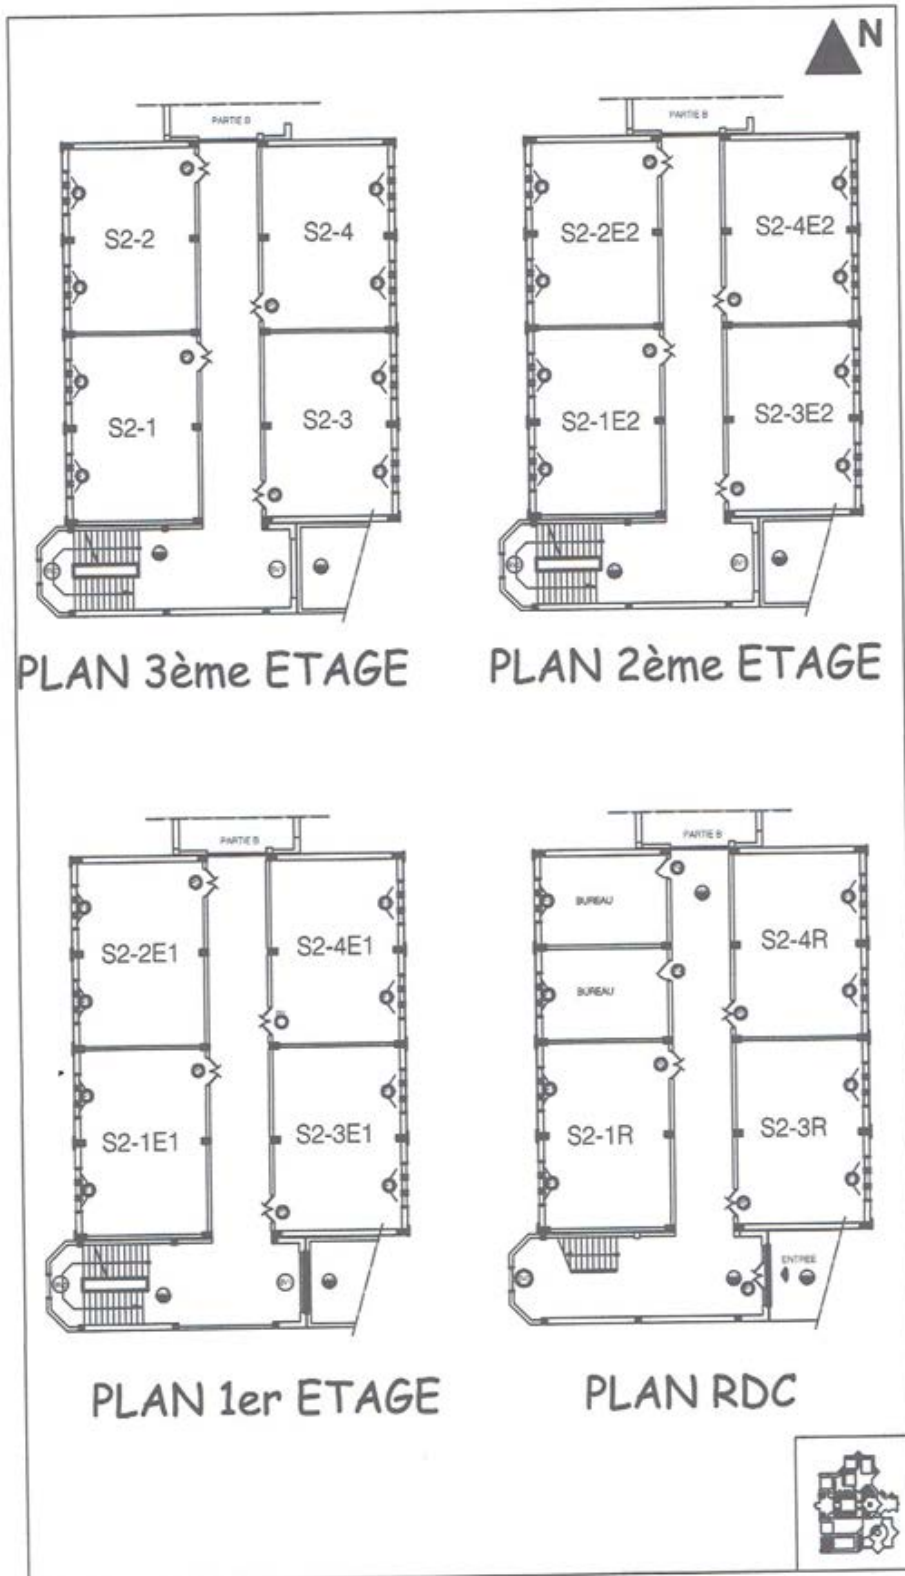 N
PARTIE B
S2-2
S2-4
S2-1
S2-3
PLAN 3ème ETAGE
PARTIE B
S2-2E2
S2-4E2
S2-1E2
S2-3E2
PLAN 2ème ETAGE
PARTIE B
S2-2E1
S2-4E1
S2-1E1
S2-3E1
PLAN 1er ETAGE
PARTIE B
BUREAU
S2-4R
BUREAU
S2-1R
S2-3R
ENTREE
PLAN RDC